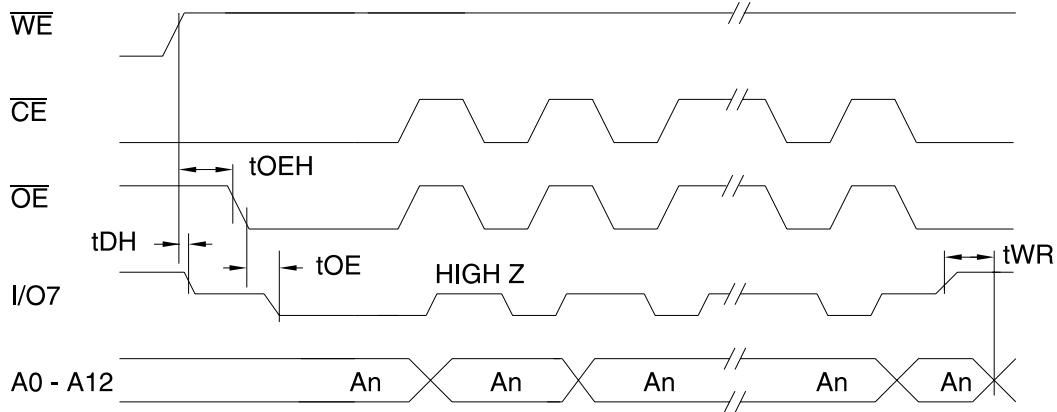 WE
CE
tOEH
OE
tDH
tOE
HIGH Z
tWR
I/O7
A0 - A12
An An An An An